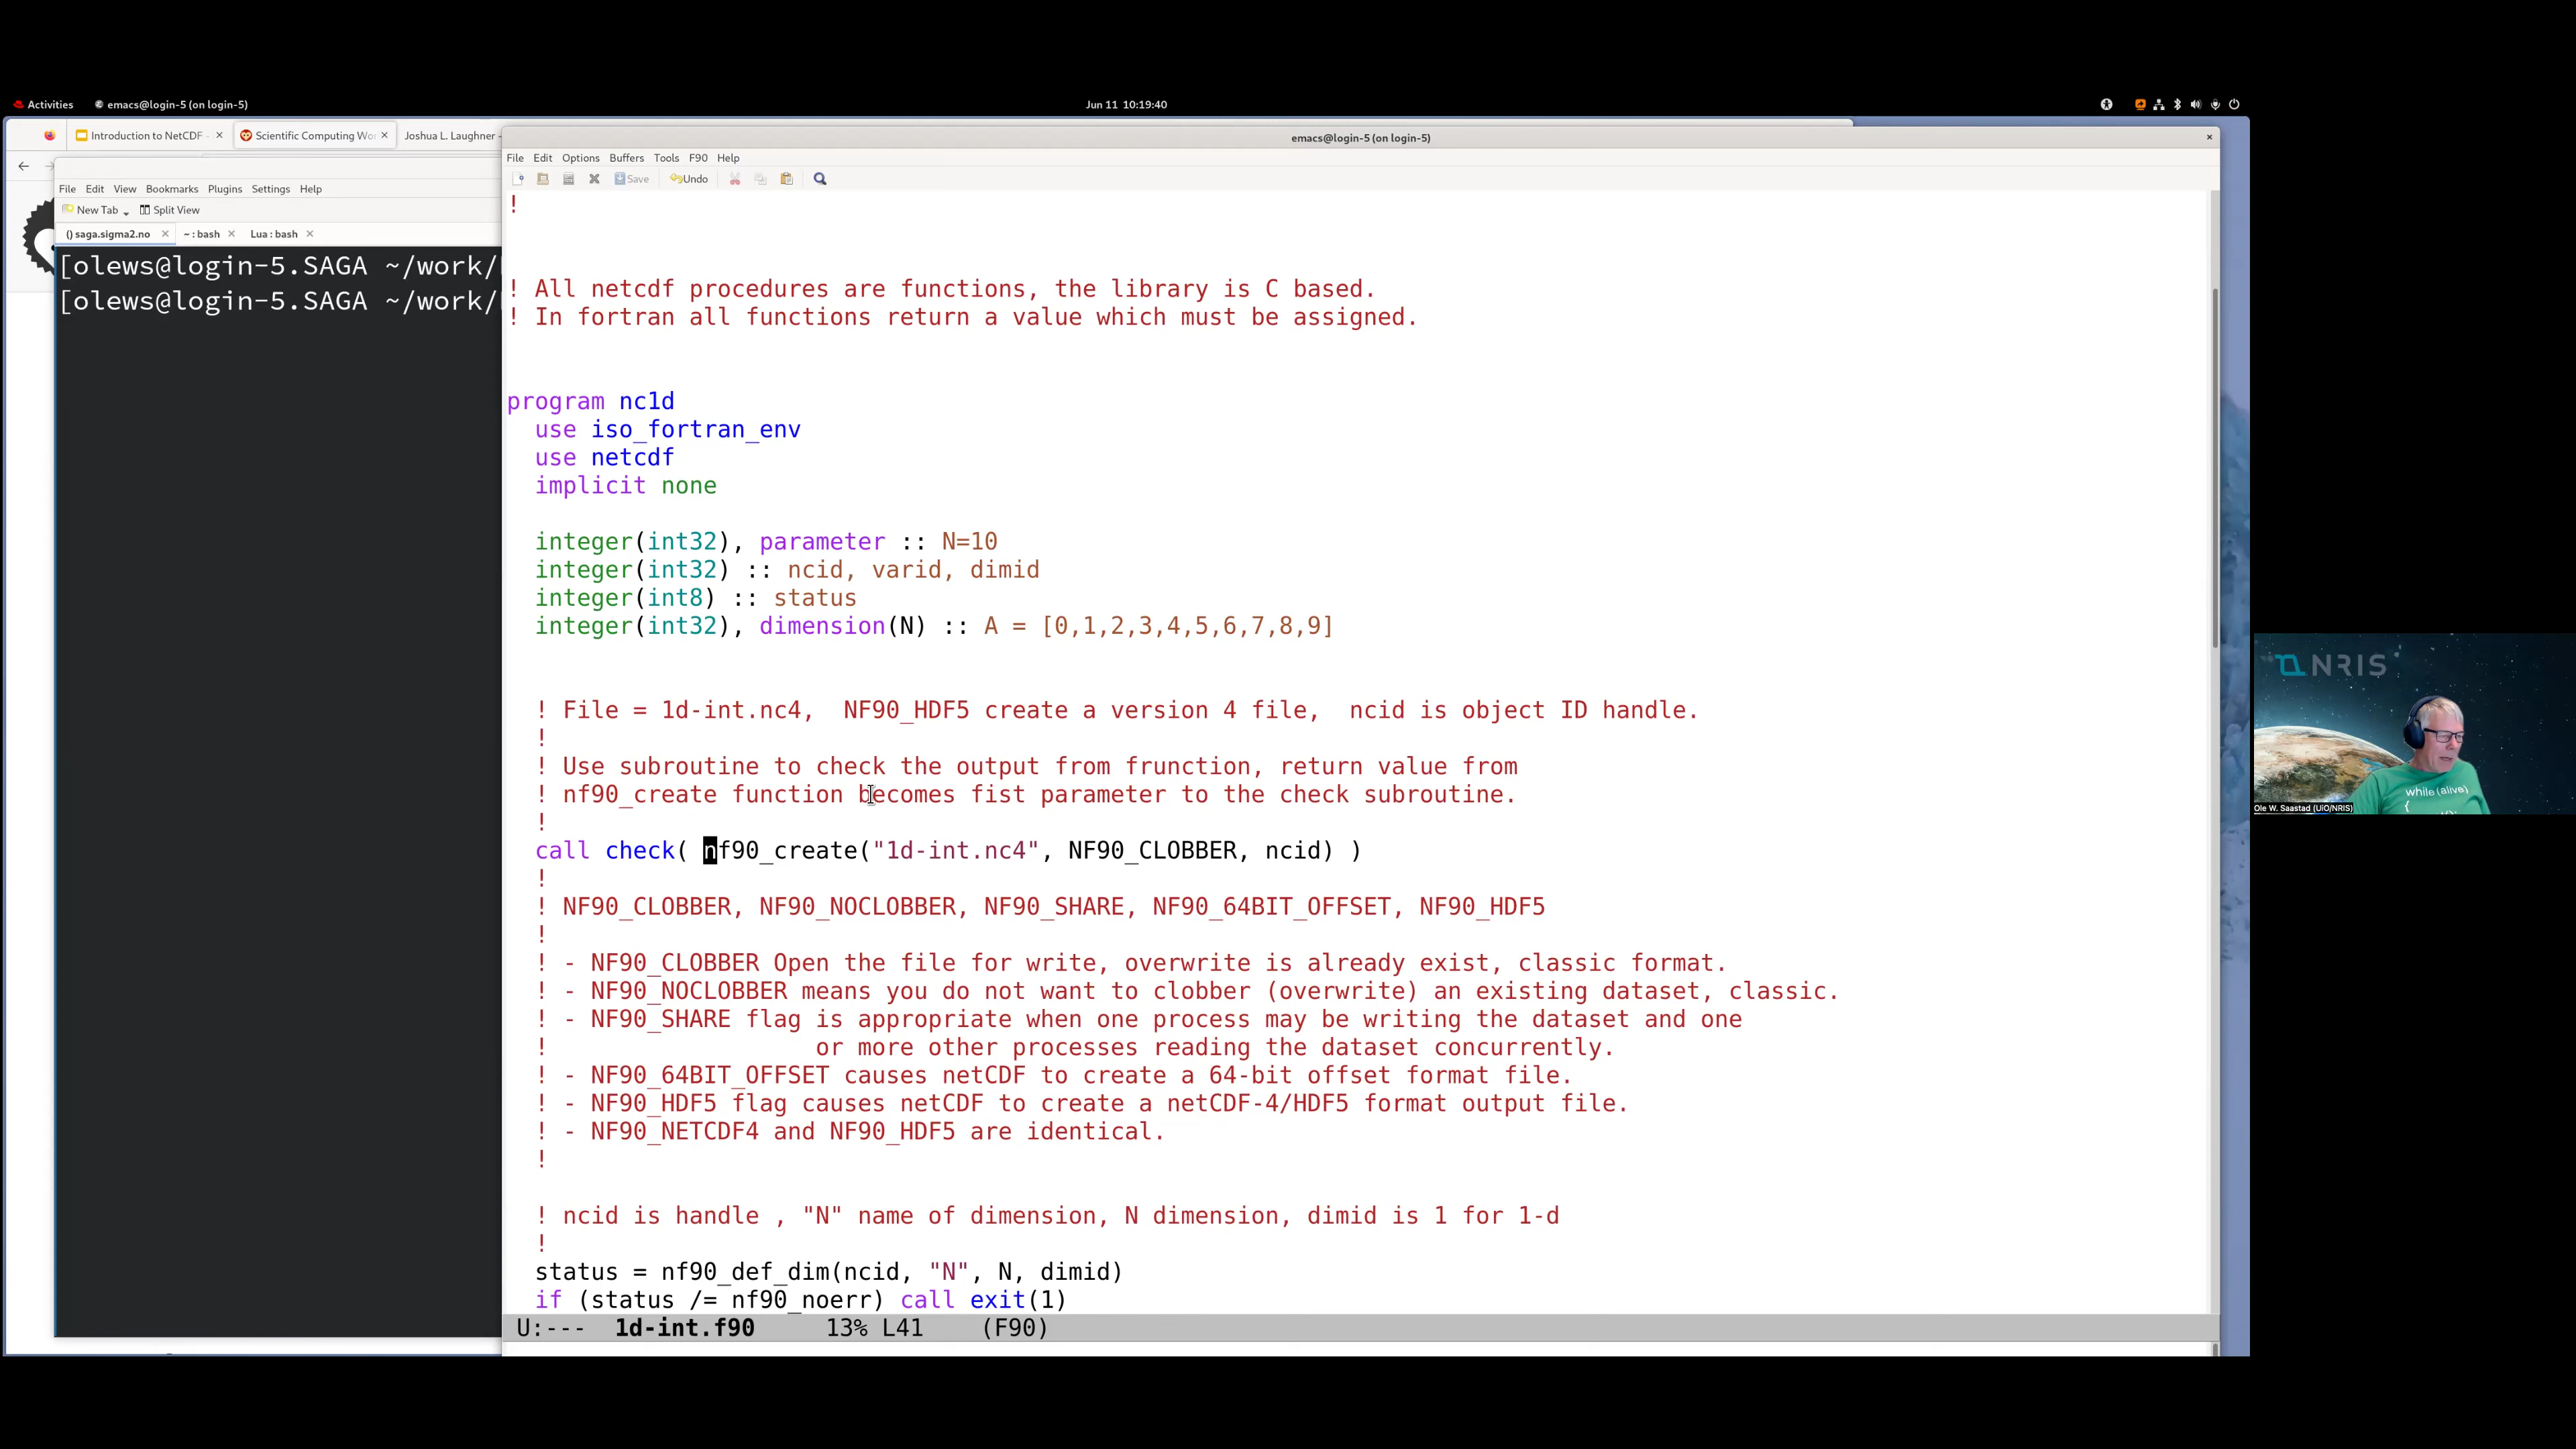 Activities emacs@login-5 (on login-5) Jun 11 10:19:40
Introduction to NetCDF Scientific Computing Wor Joshua L. Laughner
emacs@login-5 (on login-5)
File Edit Options Buffers Tools F90 Help
Save Undo
File Edit View Bookmarks Plugins Settings Help
New Tab Split View
() saga.sigma2.no ~ : bash Lua : bash
[olews@login-5.SAGA ~/work/
[olews@login-5.SAGA ~/work/
!
! All netcdf procedures are functions, the library is C based.
! In fortran all functions return a value which must be assigned.
program nc1d
use iso_fortran_env
use netcdf
implicit none
integer(int32), parameter :: N=10
integer(int32) :: ncid, varid, dimid
integer(int8) :: status
integer(int32), dimension(N) :: A = [0,1,2,3,4,5,6,7,8,9]
! File = 1d-int.nc4,  NF90_HDF5 create a version 4 file,  ncid is object ID handle.
!
! Use subroutine to check the output from frunction, return value from
! nf90_create function becomes fist parameter to the check subroutine.
!
call check( nf90_create("1d-int.nc4", NF90_CLOBBER, ncid) )
!
! NF90_CLOBBER, NF90_NOCLOBBER, NF90_SHARE, NF90_64BIT_OFFSET, NF90_HDF5
!
! - NF90_CLOBBER Open the file for write, overwrite is already exist, classic format.
! - NF90_NOCLOBBER means you do not want to clobber (overwrite) an existing dataset, classic.
! - NF90_SHARE flag is appropriate when one process may be writing the dataset and one
!                   or more other processes reading the dataset concurrently.
! - NF90_64BIT_OFFSET causes netCDF to create a 64-bit offset format file.
! - NF90_HDF5 flag causes netCDF to create a netCDF-4/HDF5 format output file.
! - NF90_NETCDF4 and NF90_HDF5 are identical.
!
! ncid is handle , "N" name of dimension, N dimension, dimid is 1 for 1-d
!
status = nf90_def_dim(ncid, "N", N, dimid)
if (status /= nf90_noerr) call exit(1)
U:--- 1d-int.f90 13% L41 (F90)
NRIS
while (alive)
{
Ole W. Saastad (UiO/NRIS)